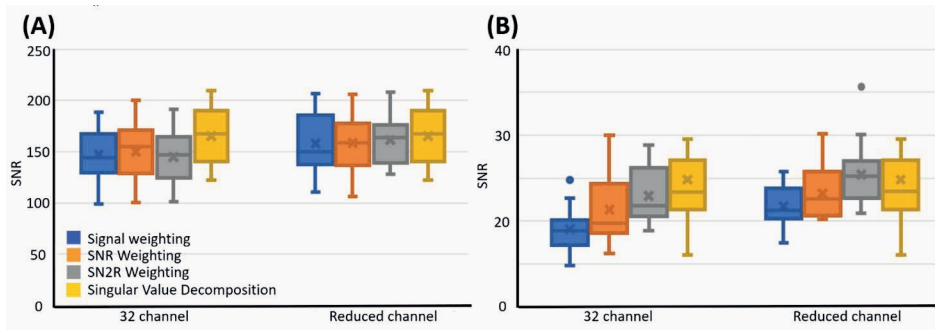 (A)
250
200
150
100
50
0
SNR
Signal weighting
SNR Weighting
SN2R Weighting
Singular Value Decomposition
32 channel Reduced channel
(B)
40
30
20
10
0
SNR
32 channel Reduced channel